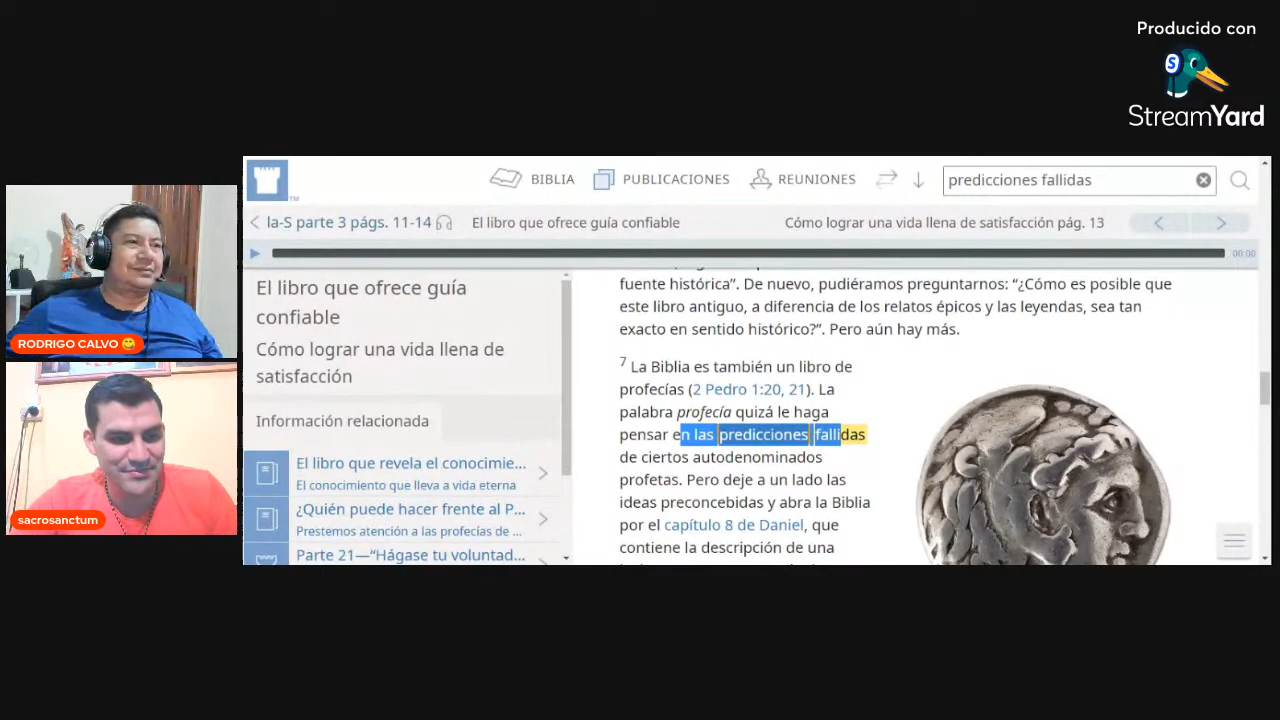 Producido con
StreamYard
BIBLIA
PUBLICACIONES
REUNIONES
predicciones fallidas
la-S parte 3 págs. 11-14
El libro que ofrece guía confiable
Cómo lograr una vida llena de satisfacción pág. 13
00:00
El libro que ofrece guía
confiable
Cómo lograr una vida llena de
satisfacción
Información relacionada
El libro que revela el conocimie...
El conocimiento que lleva a vida eterna
¿Quién puede hacer frente al P...
Prestemos atención a las profecías de ...
Parte 21—“Hágase tu voluntad...
fuente histórica”. De nuevo, pudiéramos preguntarnos: “¿Cómo es posible que
este libro antiguo, a diferencia de los relatos épicos y las leyendas, sea tan
exacto en sentido histórico?”. Pero aún hay más.
7 La Biblia es también un libro de
profecías (2 Pedro 1:20, 21). La
palabra profecía quizá le haga
pensar en las predicciones fallidas
de ciertos autodenominados
profetas. Pero deje a un lado las
ideas preconcebidas y abra la Biblia
por el capítulo 8 de Daniel, que
contiene la descripción de una
RODRIGO CALVO 😋
sacrosanctum